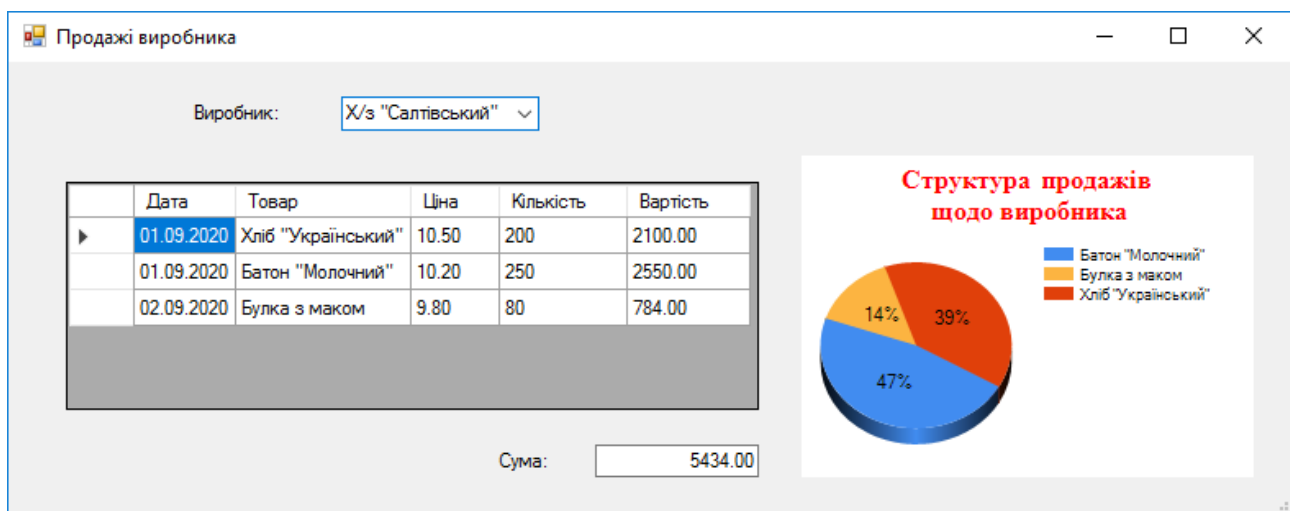 Продажі виробника
Виробник: Х/з "Салтівський"
Дата Товар Ціна Кількість Вартість
01.09.2020 Хліб "Український" 10.50 200 2100.00
01.09.2020 Батон "Молочний" 10.20 250 2550.00
02.09.2020 Булка з маком 9.80 80 784.00
Сума: 5434.00
Структура продажів
щодо виробника
Батон "Молочний"
Булка з маком
Хліб "Український"
14% 39%
47%